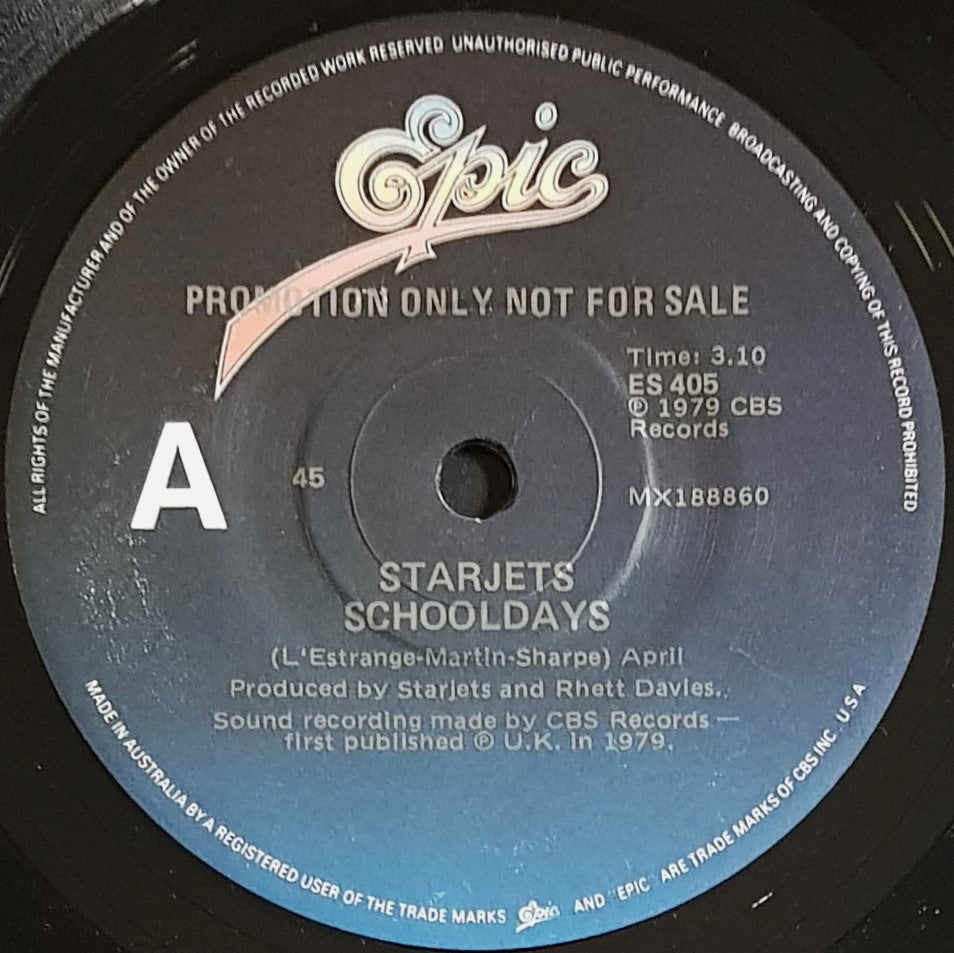 ALL RIGHTS OF THE MANUFACTURER AND OF THE OWNER OF THE RECORDED WORK RESERVED UNAUTHORISED PUBLIC PERFORMANCE BROADCASTING AND COPYING OF THIS RECORD PROHIBITED
Epic
PROMOTION ONLY NOT FOR SALE
Time: 3.10
ES 405
℗ 1979 CBS
Records
A
45
MX188860
STARJETS
SCHOOLDAYS
(L'Estrange-Martin-Sharpe) April
Produced by Starjets and Rhett Davies.
Sound recording made by CBS Records —
first published ℗ U.K. in 1979.
MADE IN AUSTRALIA BY A REGISTERED USER OF THE TRADE MARKS Epic AND "EPIC" ARE TRADE MARKS OF CBS INC. U.S.A